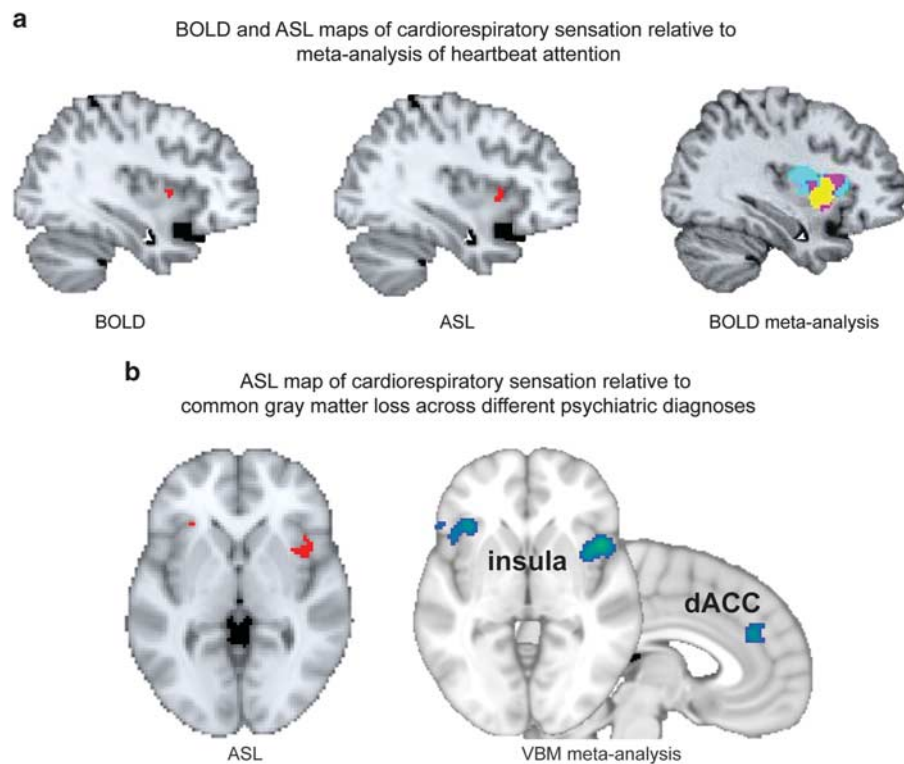 a
BOLD and ASL maps of cardiorespiratory sensation relative to
meta-analysis of heartbeat attention
BOLD
ASL
BOLD meta-analysis
b
ASL map of cardiorespiratory sensation relative to
common gray matter loss across different psychiatric diagnoses
insula
dACC
ASL
VBM meta-analysis